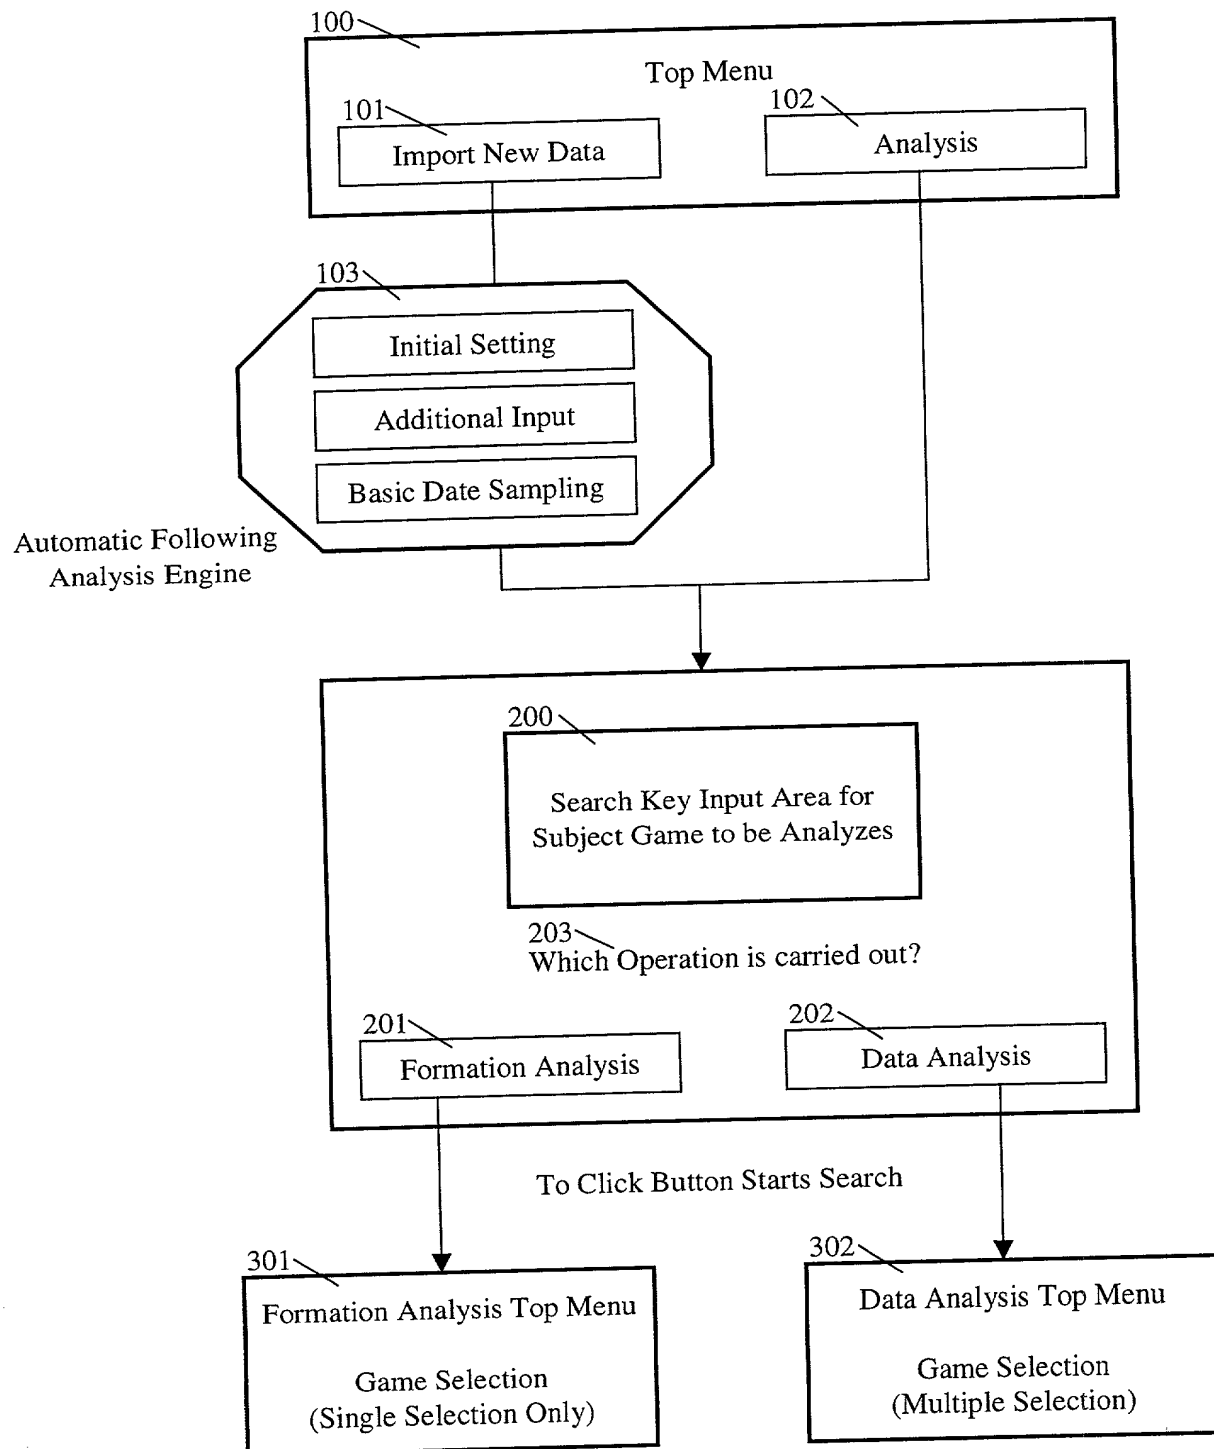 100
Top Menu
101
102
Import New Data
Analysis
103
Initial Setting
Additional Input
Basic Date Sampling
Automatic Following
Analysis Engine
200
Search Key Input Area for
Subject Game to be Analyzes
203
Which Operation is carried out?
201
202
Formation Analysis
Data Analysis
To Click Button Starts Search
301
302
Formation Analysis Top Menu
Game Selection
(Single Selection Only)
Data Analysis Top Menu
Game Selection
(Multiple Selection)